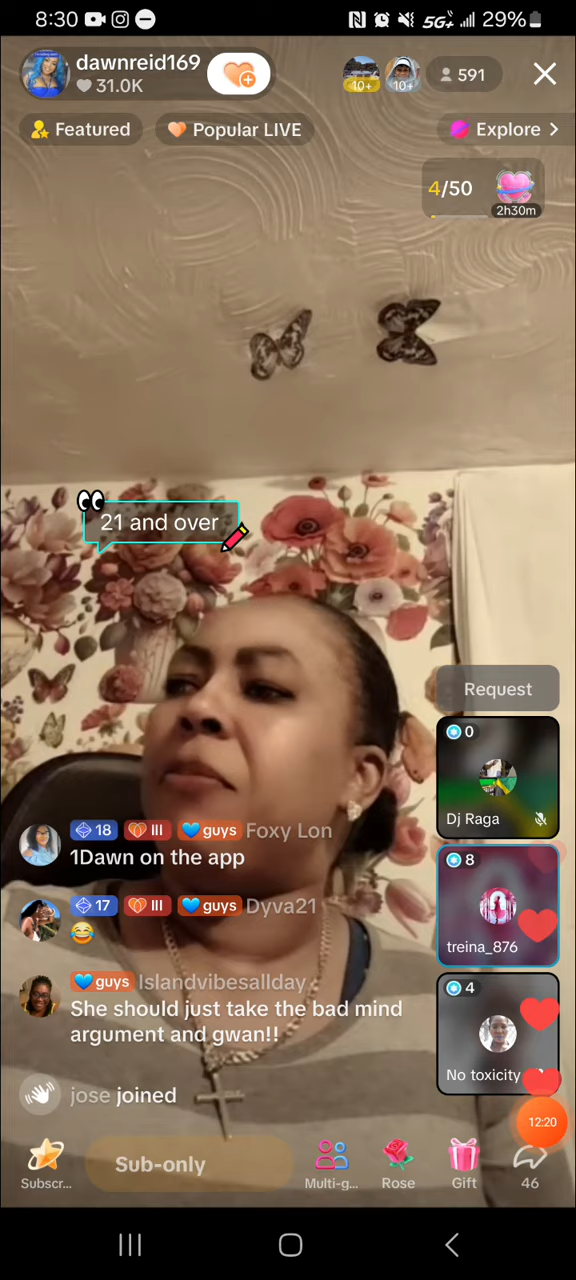 8:30
5G+ 29%
dawnreid169
31.0K
10+
10+
591
Featured
Popular LIVE
Explore
4/50
2h30m
21 and over
Request
0
Dj Raga
8
treina_876
4
No toxicity
18 III guys Foxy Lon
1Dawn on the app
17 III guys Dyva21
😂
guys Islandvibesallday
She should just take the bad mind
argument and gwan!!
jose joined
12:20
Subscr...
Sub-only
Multi-g...
Rose
Gift
46